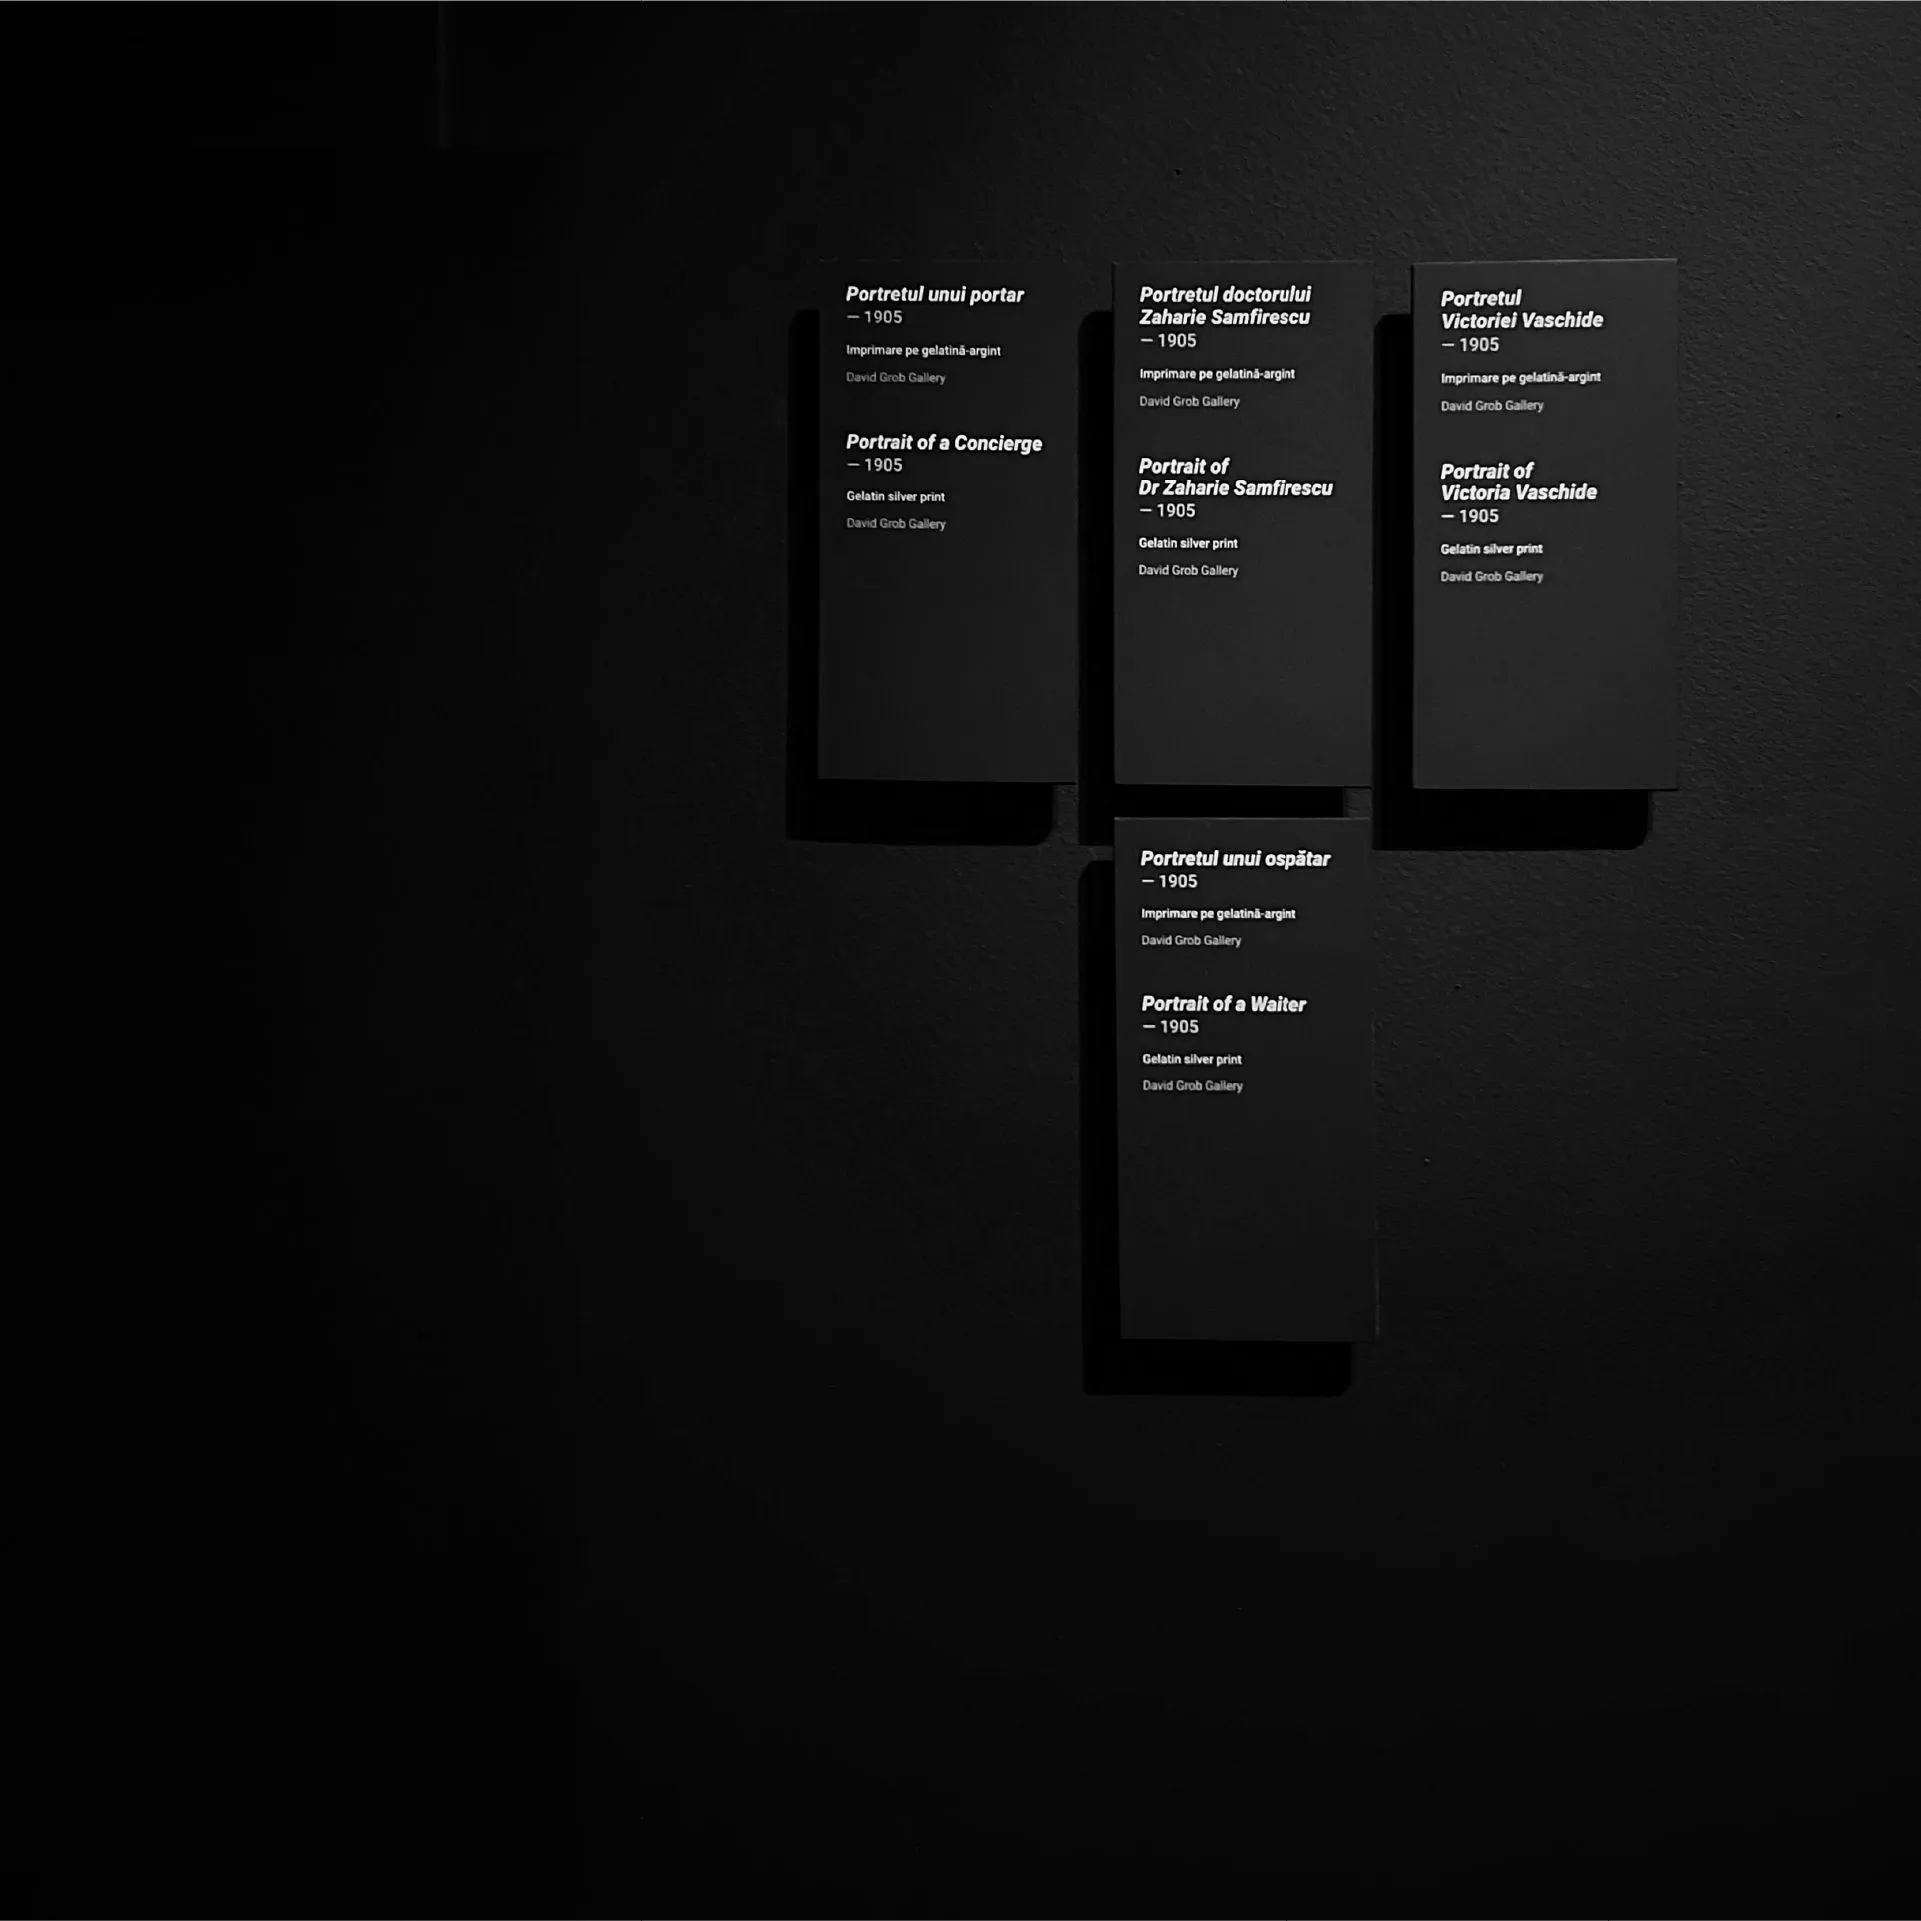 Portretul unui portar
— 1905
Imprimare pe gelatină-argint
David Grob Gallery
Portrait of a Concierge
— 1905
Gelatin silver print
David Grob Gallery
Portretul doctorului
Zaharie Samfirescu
— 1905
Imprimare pe gelatină-argint
David Grob Gallery
Portrait of
Dr Zaharie Samfirescu
— 1905
Gelatin silver print
David Grob Gallery
Portretul
Victoriei Vaschide
— 1905
Imprimare pe gelatină-argint
David Grob Gallery
Portrait of
Victoria Vaschide
— 1905
Gelatin silver print
David Grob Gallery
Portretul unui ospătar
— 1905
Imprimare pe gelatină-argint
David Grob Gallery
Portrait of a Waiter
— 1905
Gelatin silver print
David Grob Gallery